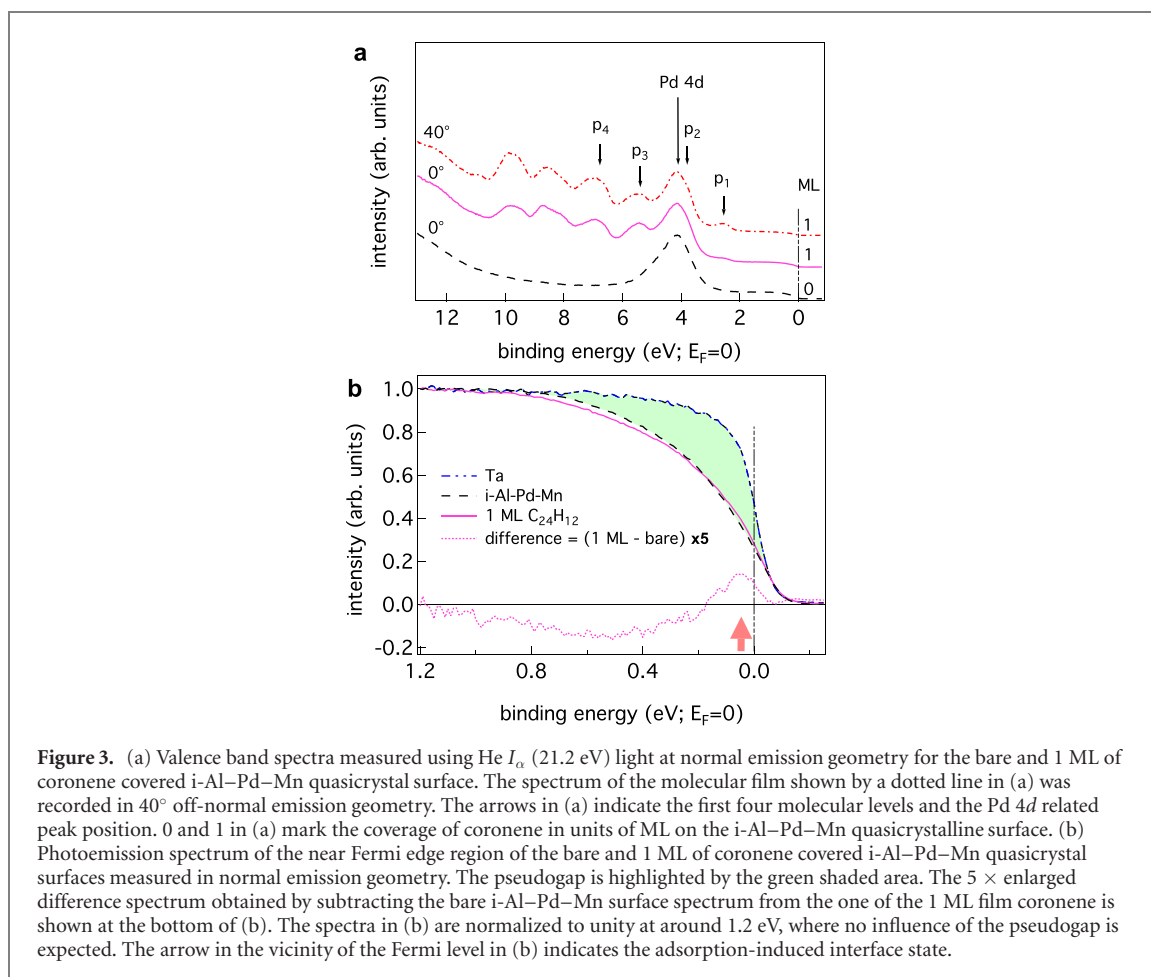 a
Pd 4d
p4
p2
p3
p1
40°
0°
0°
ML
1
1
0
intensity (arb. units)
12 10 8 6 4 2 0
binding energy (eV; EF=0)
b
1.0
0.8
0.6
0.4
0.2
0.0
-0.2
intensity (arb. units)
Ta
i-Al-Pd-Mn
1 ML C24H12
difference = (1 ML - bare) x5
1.2 0.8 0.4 0.0
binding energy (eV; EF=0)
Figure 3. (a) Valence band spectra measured using He Iα (21.2 eV) light at normal emission geometry for the bare and 1 ML of
coronene covered i-Al–Pd–Mn quasicrystal surface. The spectrum of the molecular film shown by a dotted line in (a) was
recorded in 40° off-normal emission geometry. The arrows in (a) indicate the first four molecular levels and the Pd 4d related
peak position. 0 and 1 in (a) mark the coverage of coronene in units of ML on the i-Al–Pd–Mn quasicrystalline surface. (b)
Photoemission spectrum of the near Fermi edge region of the bare and 1 ML of coronene covered i-Al–Pd–Mn quasicrystal
surfaces measured in normal emission geometry. The pseudogap is highlighted by the green shaded area. The 5 × enlarged
difference spectrum obtained by subtracting the bare i-Al–Pd–Mn surface spectrum from the one of the 1 ML film coronene is
shown at the bottom of (b). The spectra in (b) are normalized to unity at around 1.2 eV, where no influence of the pseudogap is
expected. The arrow in the vicinity of the Fermi level in (b) indicates the adsorption-induced interface state.